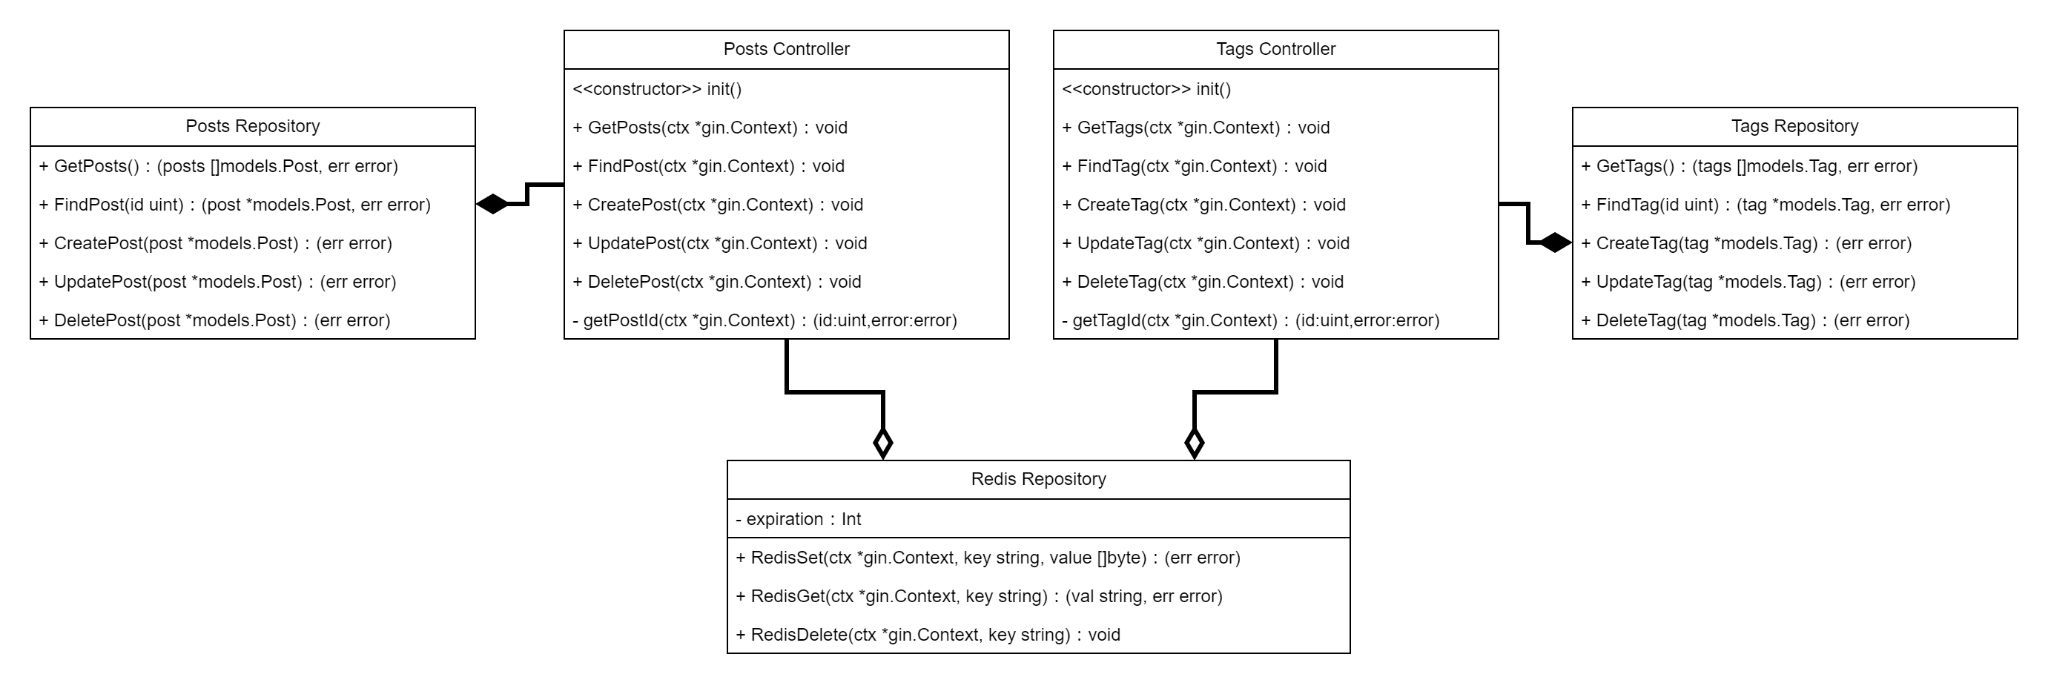 Posts Repository
+ GetPosts() : (posts []models.Post, err error)
+ FindPost(id uint) : (post *models.Post, err error)
+ CreatePost(post *models.Post) : (err error)
+ UpdatePost(post *models.Post) : (err error)
+ DeletePost(post *models.Post) : (err error)
Posts Controller
<<constructor>> init()
+ GetPosts(ctx *gin.Context) : void
+ FindPost(ctx *gin.Context) : void
+ CreatePost(ctx *gin.Context) : void
+ UpdatePost(ctx *gin.Context) : void
+ DeletePost(ctx *gin.Context) : void
- getPostId(ctx *gin.Context) : (id:uint,error:error)
Tags Controller
<<constructor>> init()
+ GetTags(ctx *gin.Context) : void
+ FindTag(ctx *gin.Context) : void
+ CreateTag(ctx *gin.Context) : void
+ UpdateTag(ctx *gin.Context) : void
+ DeleteTag(ctx *gin.Context) : void
- getTagId(ctx *gin.Context) : (id:uint,error:error)
Tags Repository
+ GetTags() : (tags []models.Tag, err error)
+ FindTag(id uint) : (tag *models.Tag, err error)
+ CreateTag(tag *models.Tag) : (err error)
+ UpdateTag(tag *models.Tag) : (err error)
+ DeleteTag(tag *models.Tag) : (err error)
Redis Repository
- expiration : Int
+ RedisSet(ctx *gin.Context, key string, value []byte) : (err error)
+ RedisGet(ctx *gin.Context, key string) : (val string, err error)
+ RedisDelete(ctx *gin.Context, key string) : void